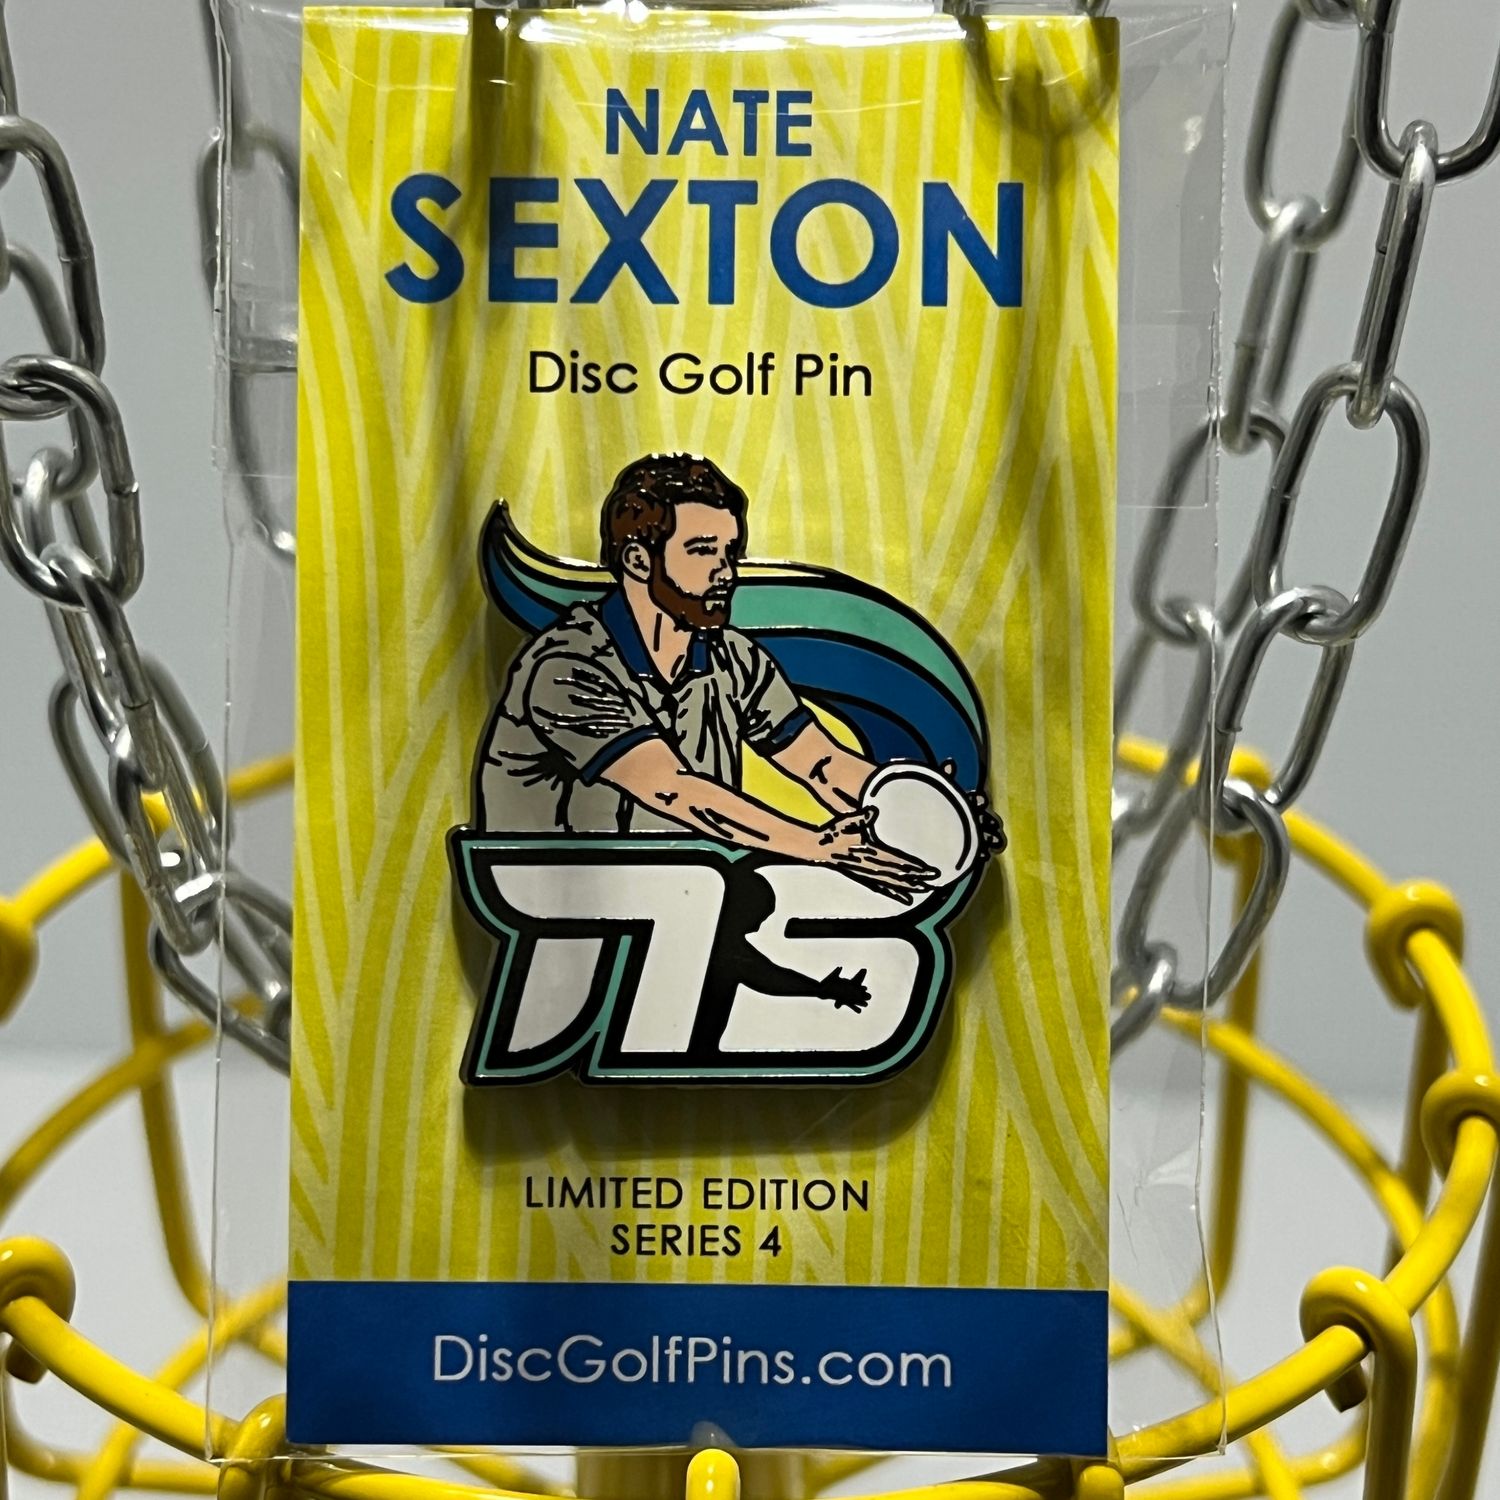 NATE
SEXTON
Disc Golf Pin
NS
LIMITED EDITION
SERIES 4
DiscGolfPins.com